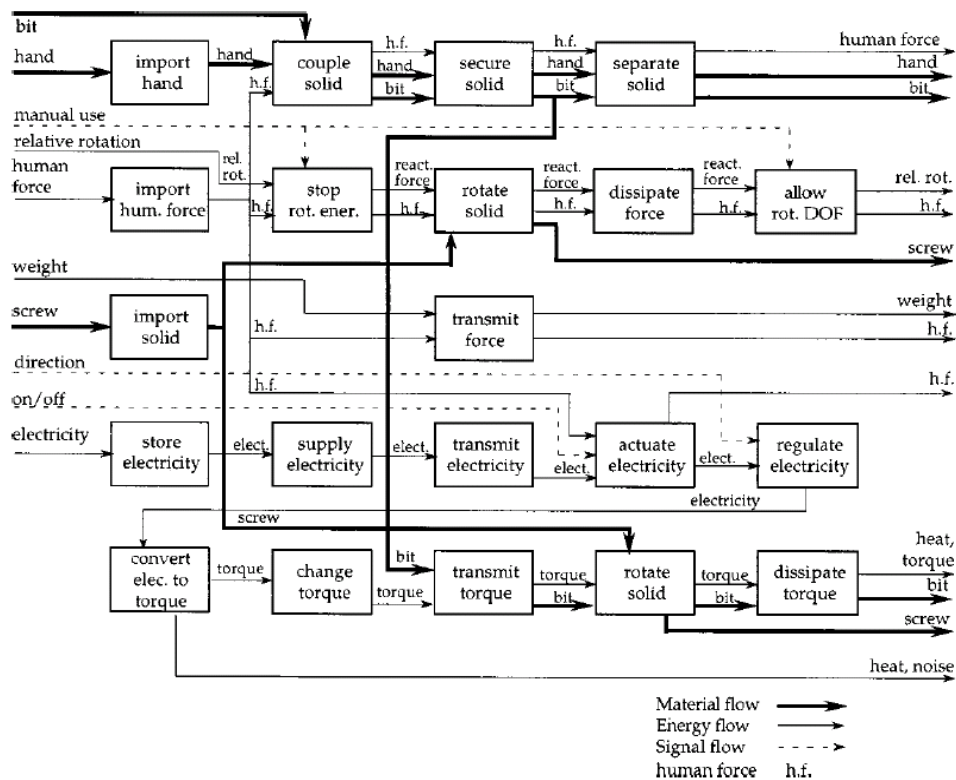 bit
hand
import
hand
hand
couple
solid
h.f.
h.f.
hand
bit
secure
solid
h.f.
hand
bit
separate
solid
human force
hand
bit
manual use
relative rotation
human
force
import
hum. force
rel.
rot.
h.f.
stop
rot. ener.
react.
force
h.f.
rotate
solid
react.
force
h.f.
dissipate
force
react.
force
h.f.
allow
rot. DOF
rel. rot.
h.f.
screw
weight
screw
import
solid
h.f.
transmit
force
weight
h.f.
direction
on/off
h.f.
h.f.
electricity
store
electricity
elect.
supply
electricity
elect.
transmit
electricity
elect.
actuate
electricity
elect.
regulate
electricity
electricity
screw
convert
elec. to
torque
torque
change
torque
torque
bit
transmit
torque
torque
bit
rotate
solid
torque
bit
dissipate
torque
heat,
torque
bit
screw
heat, noise
Material flow
Energy flow
Signal flow
human force h.f.